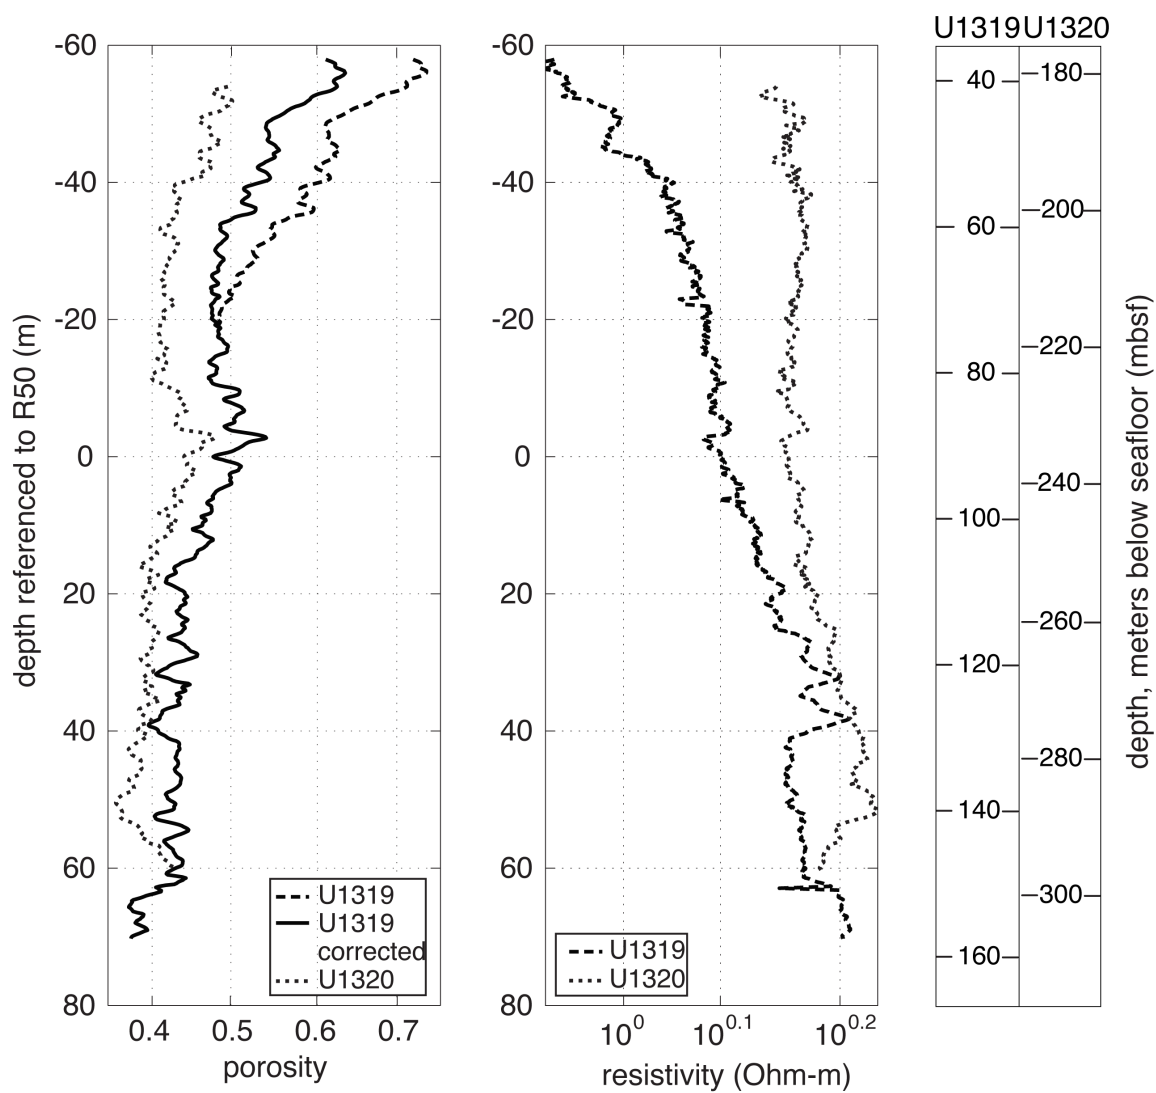 U1319 U1320
-60
-40
-20
0
20
40
60
80
depth referenced to R50 (m)
0.4 0.5 0.6 0.7
porosity
U1319
U1319
corrected
U1320
-60
-40
-20
0
20
40
60
80
10^0 10^0.1 10^0.2
resistivity (Ohm-m)
U1319
U1320
40
60
80
100
120
140
160
180
200
220
240
260
280
300
depth, meters below seafloor (mbsf)